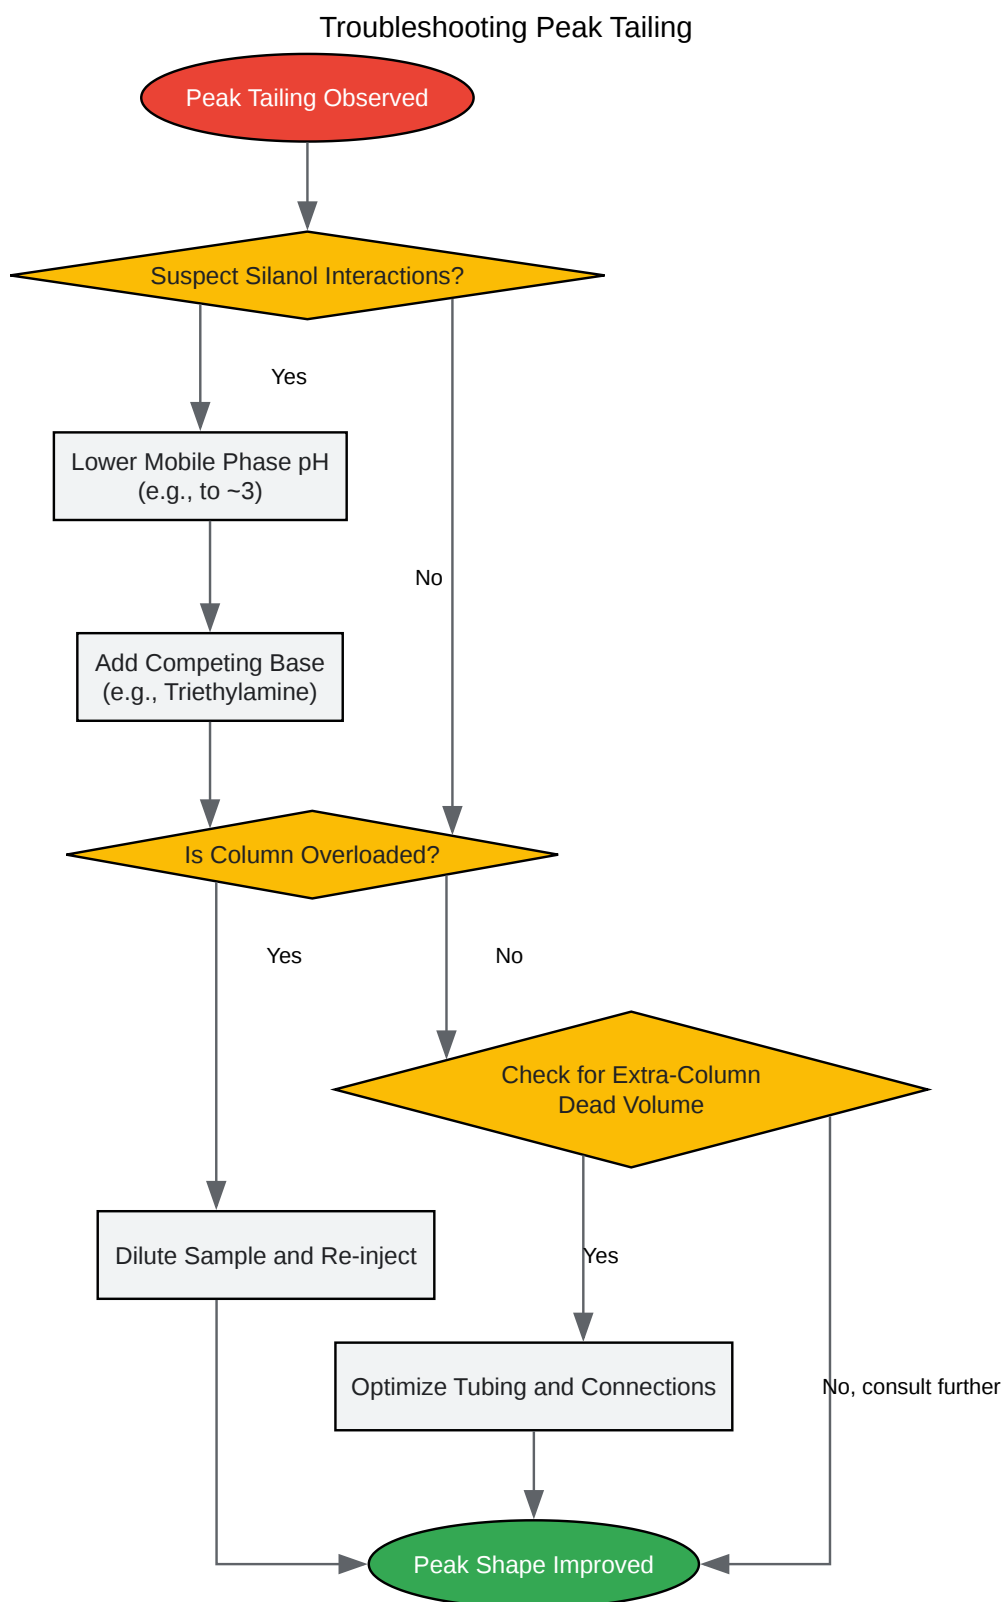 Troubleshooting Peak Tailing
Peak Tailing Observed
Suspect Silanol Interactions?
Yes
Lower Mobile Phase pH
(e.g., to ~3)
No
Add Competing Base
(e.g., Triethylamine)
Is Column Overloaded?
Yes
No
Check for Extra-Column
Dead Volume
Dilute Sample and Re-inject
Yes
Optimize Tubing and Connections
No, consult further
Peak Shape Improved